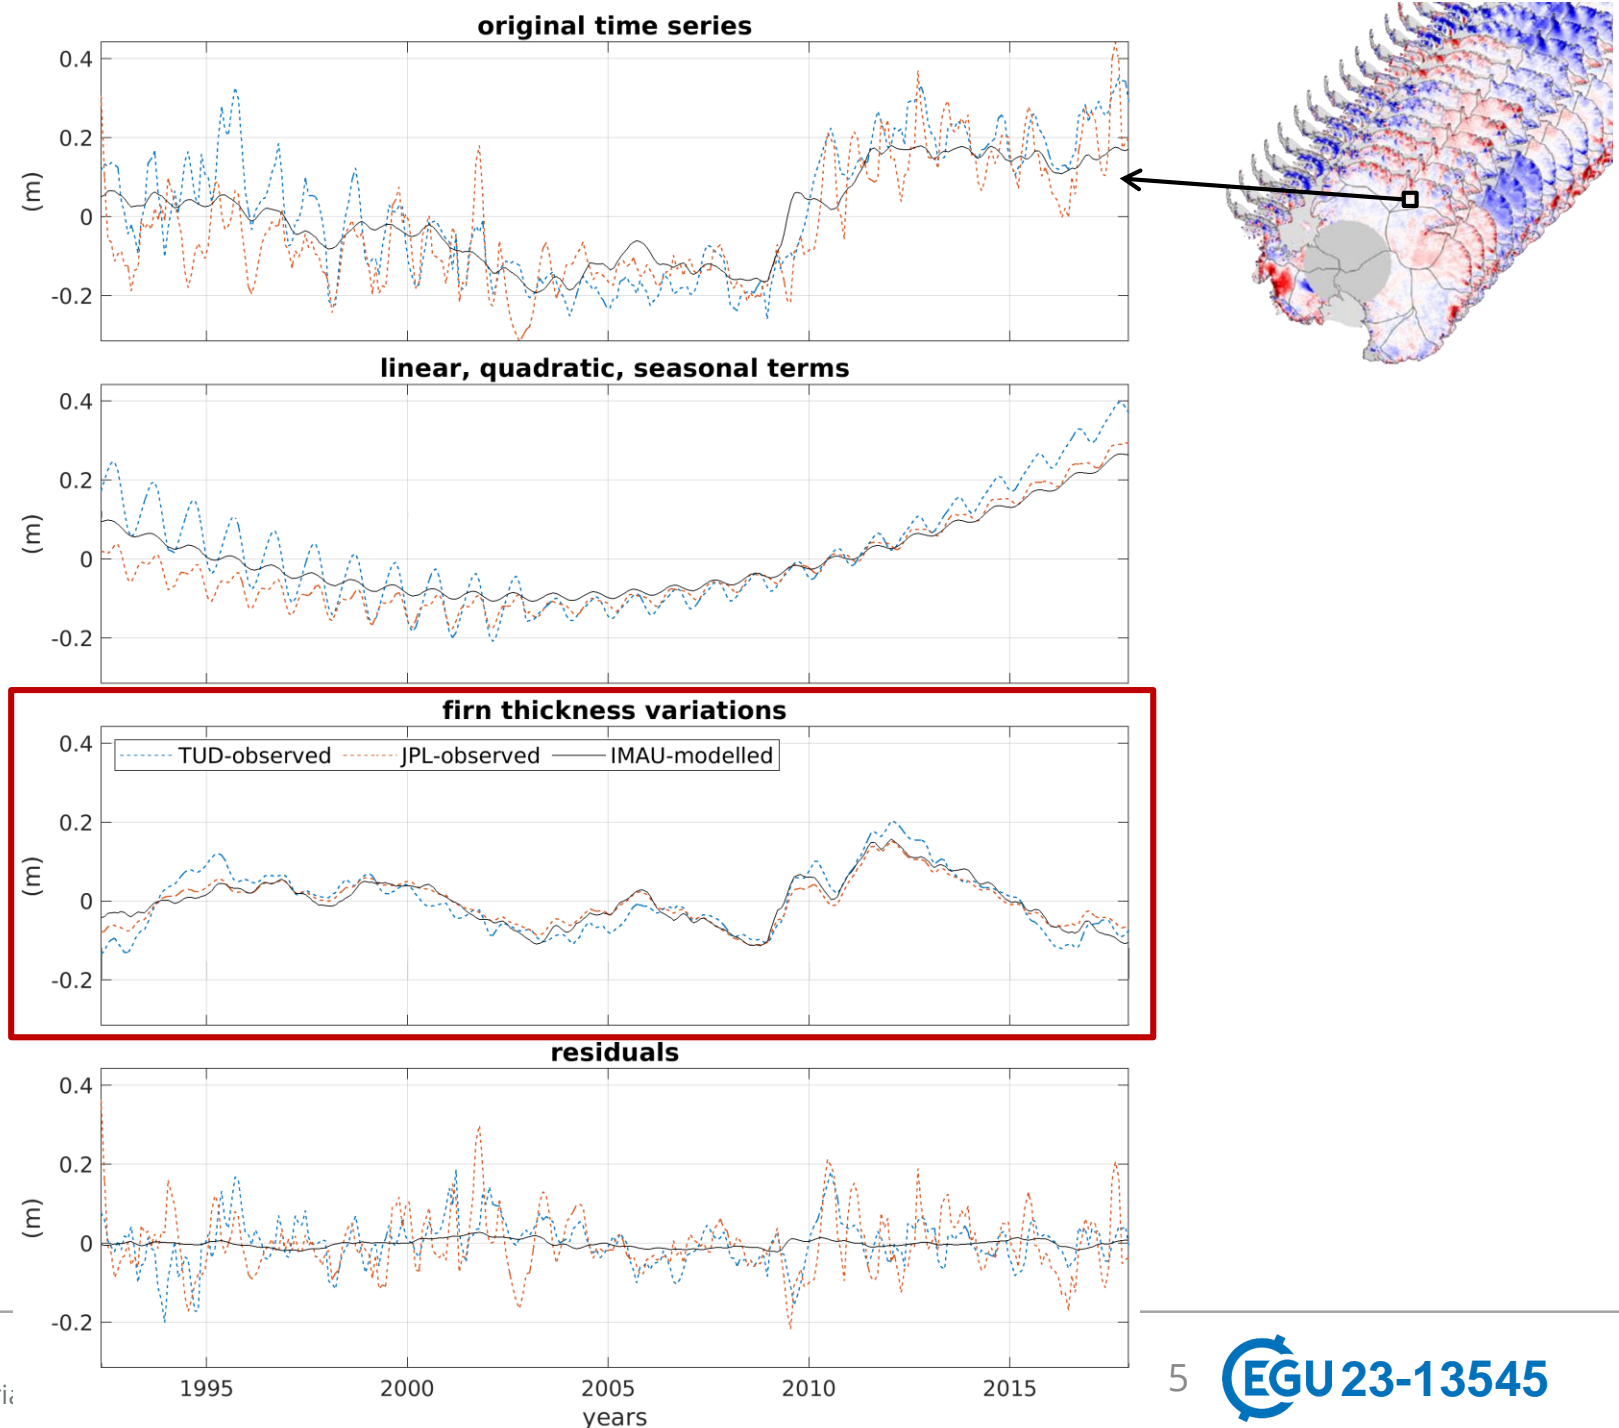 original time series
0.4
0.2
0
-0.2
(m)
linear, quadratic, seasonal terms
0.4
0.2
0
-0.2
(m)
firn thickness variations
TUD-observed JPL-observed IMAU-modelled
0.4
0.2
0
-0.2
(m)
residuals
0.4
0.2
0
-0.2
(m)
1995 2000 2005 2010 2015
years
5 EGU 23-13545